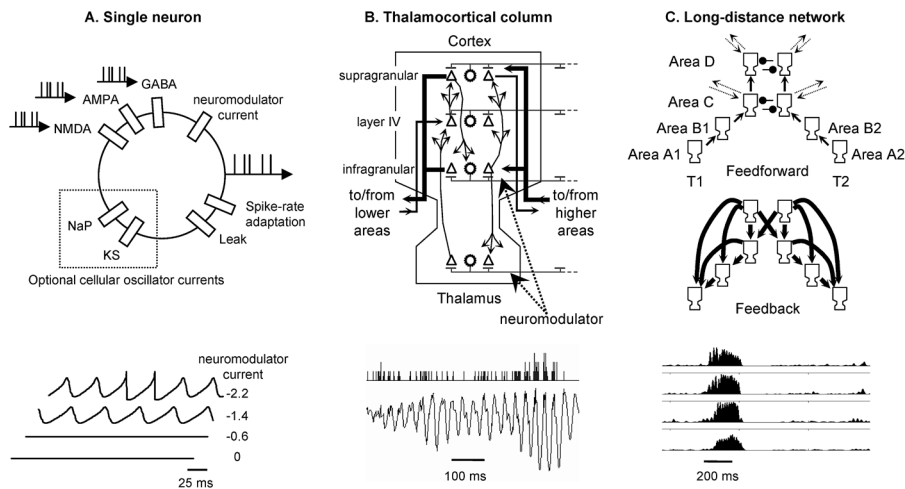 A. Single neuron
GABA
AMPA
NMDA
neuromodulator
current
Spike-rate
adaptation
Leak
NaP
KS
Optional cellular oscillator currents
neuromodulator
current
-2.2
-1.4
-0.6
0
25 ms
B. Thalamocortical column
Cortex
supragranular
layer IV
infragranular
to/from
lower
areas
to/from
higher
areas
Thalamus
neuromodulator
100 ms
C. Long-distance network
Area D
Area C
Area B1
Area B2
Area A1
Area A2
T1
Feedforward
T2
Feedback
200 ms